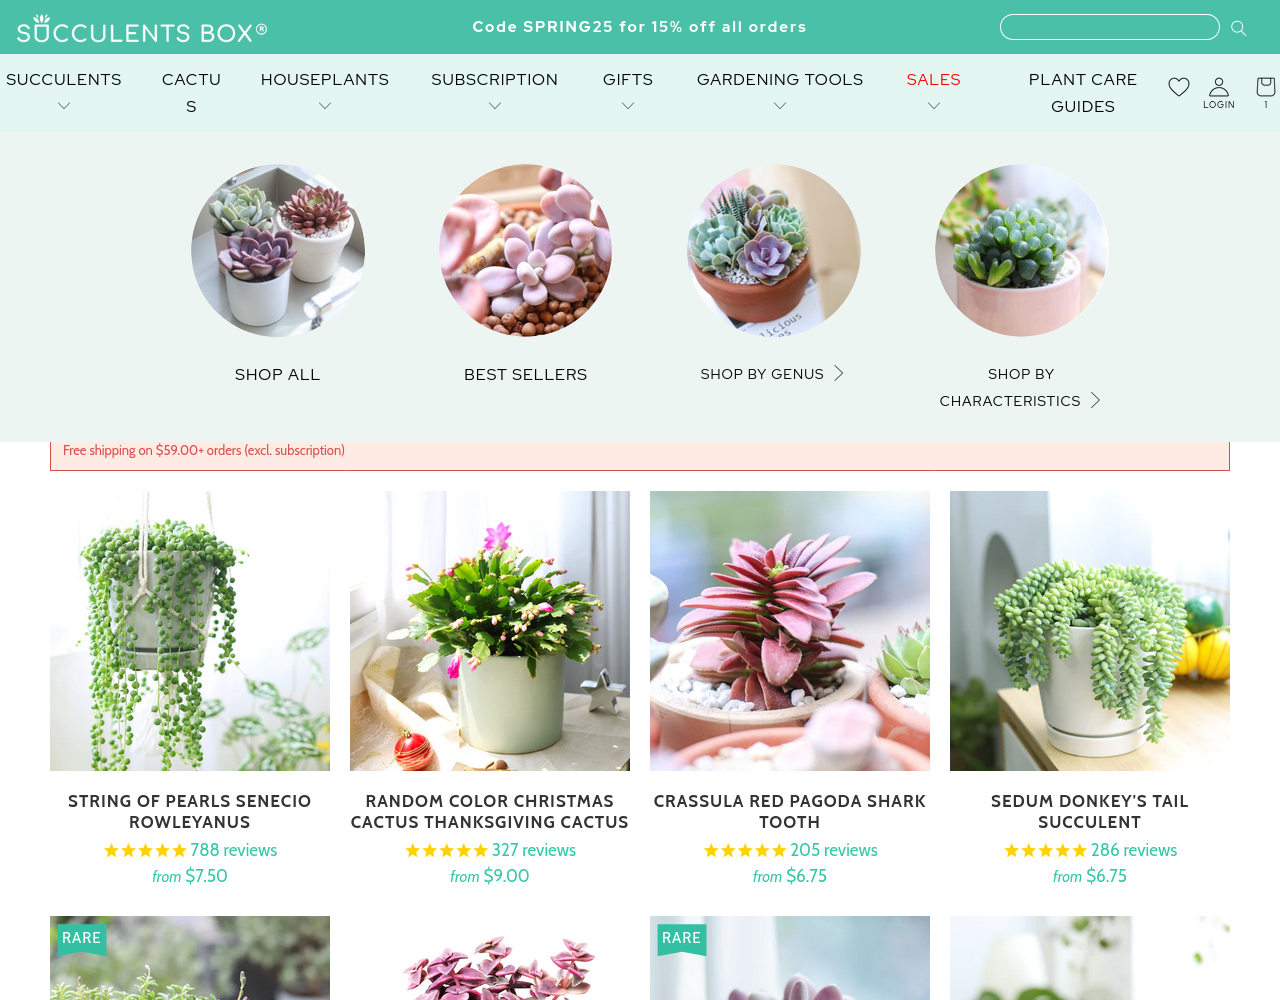 SUCCULENTS BOX®
Code SPRING25 for 15% off all orders
SUCCULENTS
CACTU
S
HOUSEPLANTS
SUBSCRIPTION
GIFTS
GARDENING TOOLS
SALES
PLANT CARE
GUIDES
LOGIN
1
SHOP ALL
BEST SELLERS
SHOP BY GENUS
SHOP BY
CHARACTERISTICS
Free shipping on $59.00+ orders (excl. subscription)
STRING OF PEARLS SENECIO
ROWLEYANUS
788 reviews
from $7.50
RANDOM COLOR CHRISTMAS
CACTUS THANKSGIVING CACTUS
327 reviews
from $9.00
CRASSULA RED PAGODA SHARK
TOOTH
205 reviews
from $6.75
SEDUM DONKEY'S TAIL
SUCCULENT
286 reviews
from $6.75
RARE
RARE